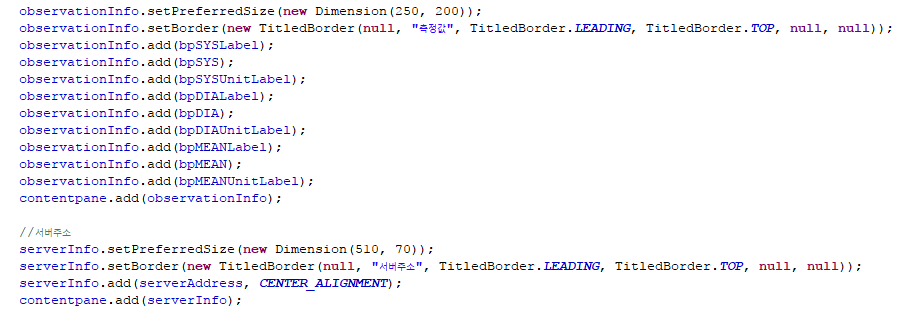 observationInfo.setPreferredSize(new Dimension(250, 200));
observationInfo.setBorder(new TitledBorder(null, "측정값", TitledBorder.LEADING, TitledBorder.TOP, null, null));
observationInfo.add(bpSYSLabel);
observationInfo.add(bpSYS);
observationInfo.add(bpSYSUnitLabel);
observationInfo.add(bpDIALabel);
observationInfo.add(bpDIA);
observationInfo.add(bpDIAUnitLabel);
observationInfo.add(bpMEANLabel);
observationInfo.add(bpMEAN);
observationInfo.add(bpMEANUnitLabel);
contentpane.add(observationInfo);
//서버주소
serverInfo.setPreferredSize(new Dimension(510, 70));
serverInfo.setBorder(new TitledBorder(null, "서버주소", TitledBorder.LEADING, TitledBorder.TOP, null, null));
serverInfo.add(serverAddress, CENTER_ALIGNMENT);
contentpane.add(serverInfo);